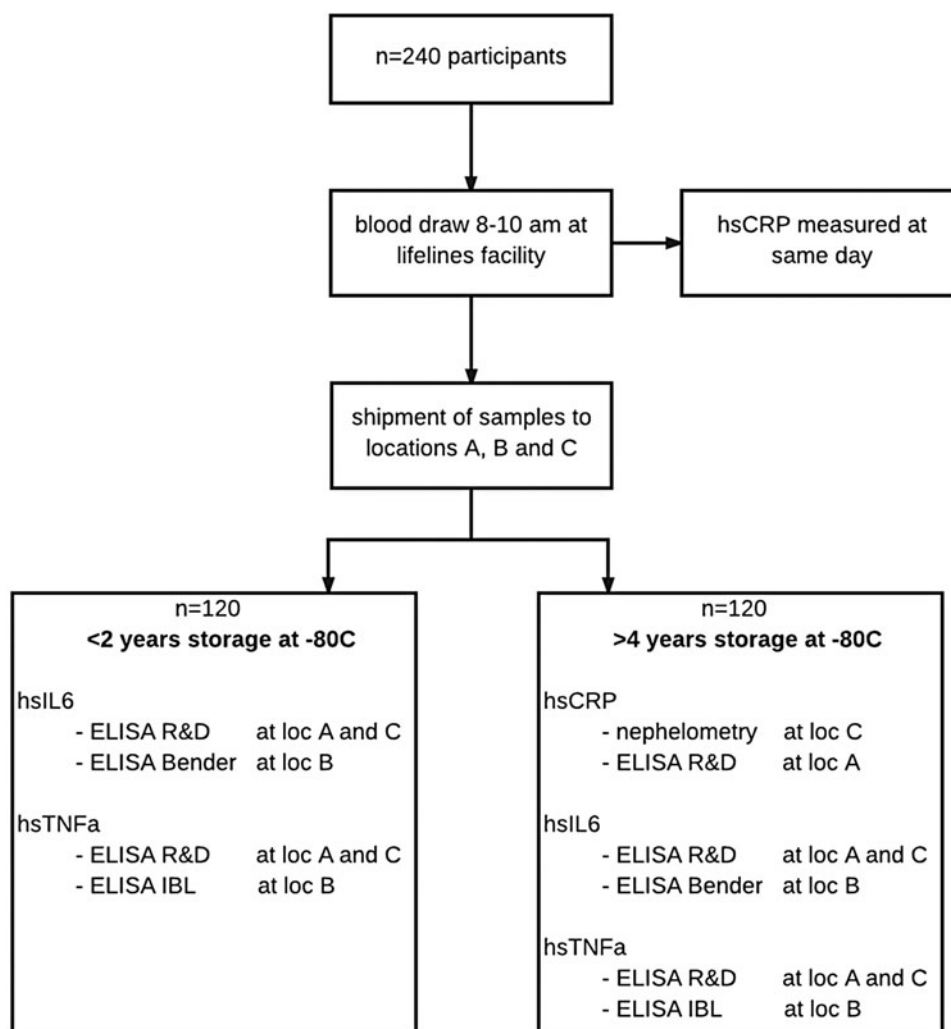 n=240 participants
blood draw 8-10 am at
lifelines facility
hsCRP measured at
same day
shipment of samples to
locations A, B and C
n=120
<2 years storage at -80C
hsIL6
- ELISA R&D at loc A and C
- ELISA Bender at loc B
hsTNFa
- ELISA R&D at loc A and C
- ELISA IBL at loc B
n=120
>4 years storage at -80C
hsCRP
- nephelometry at loc C
- ELISA R&D at loc A
hsIL6
- ELISA R&D at loc A and C
- ELISA Bender at loc B
hsTNFa
- ELISA R&D at loc A and C
- ELISA IBL at loc B